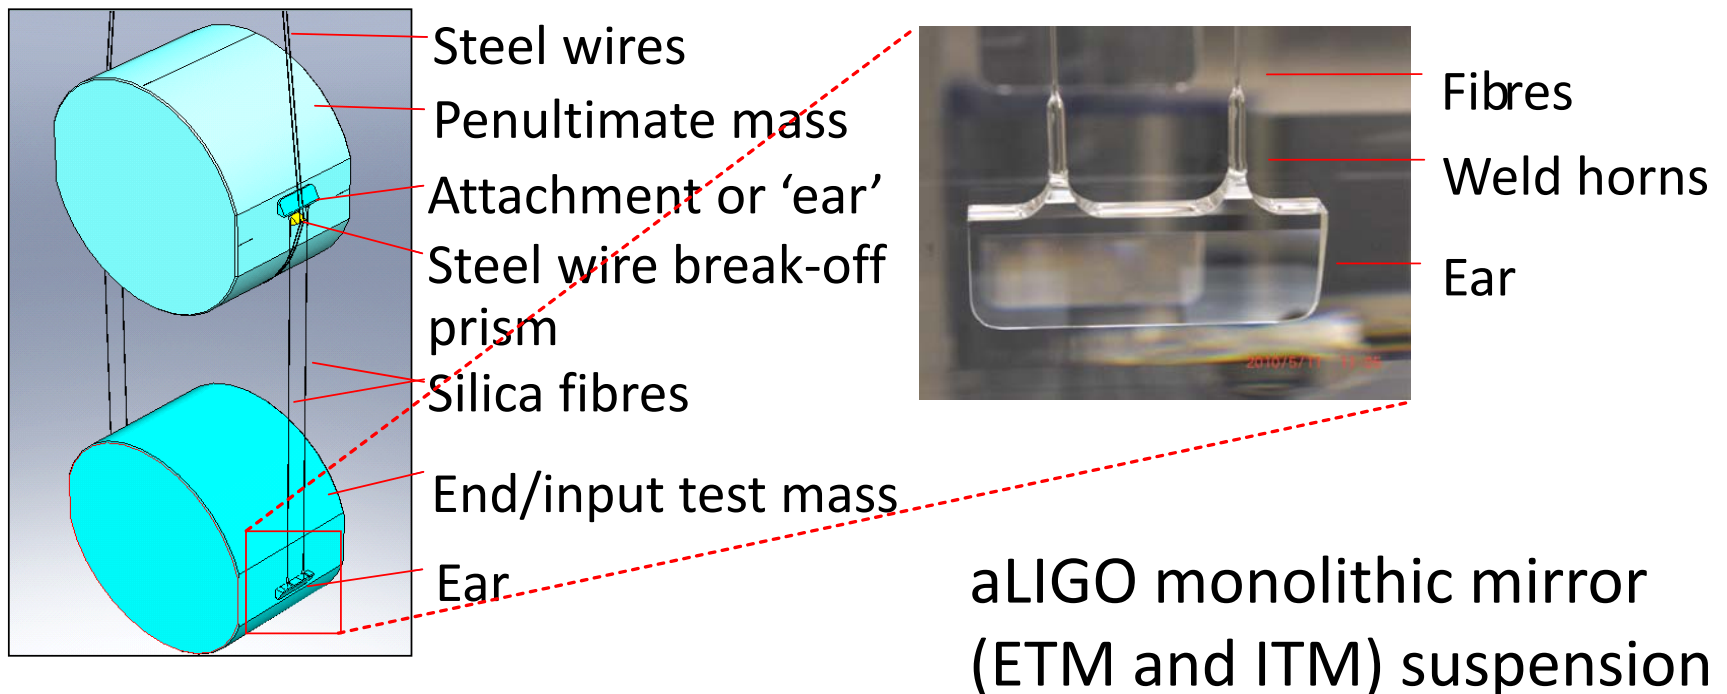 Steel wires
Penultimate mass
Attachment or ‘ear’
Steel wire break-off
prism
Silica fibres
End/input test mass
Ear
Fibres
Weld horns
Ear
aLIGO monolithic mirror
(ETM and ITM) suspension